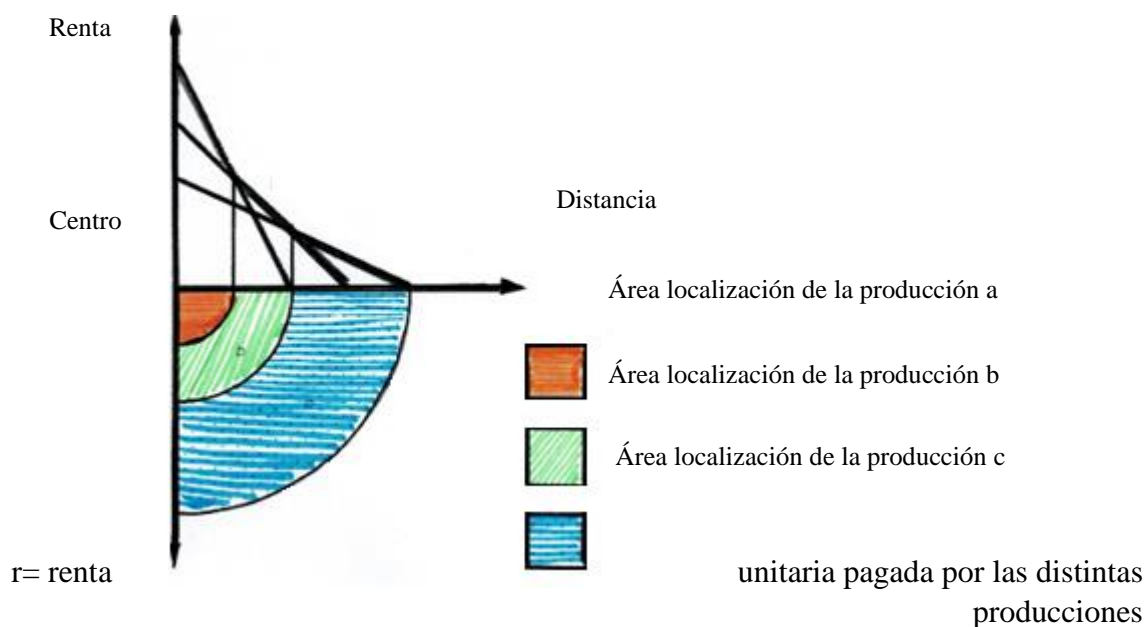 Renta
Distancia
Centro
Área localización de la producción a
Área localización de la producción b
b
Área localización de la producción c
r= renta unitaria pagada por las distintas
producciones